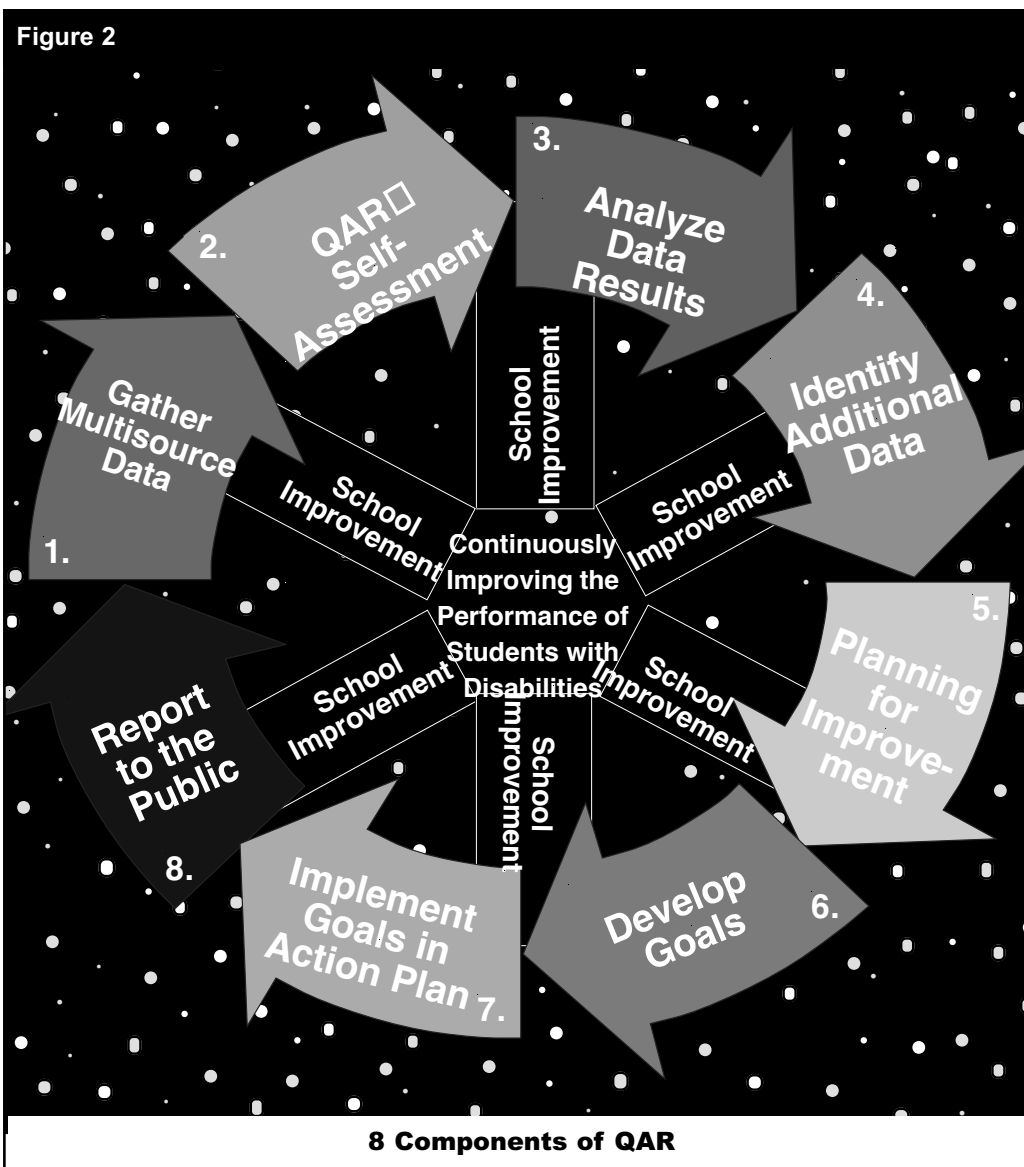 Figure 2
1.
Gather
Multisource
Data
2.
QAR□
Self-
Assessment
3.
Analyze
Data
Results
4.
Identify
Additional
Data
5.
Planning
for
Improve-
ment
6.
Develop
Goals
Implement
Goals in
Action Plan
7.
Report
to the
Public
8.
School
Improvement
School
Improvement
School
Improvement
School
Improvement
School
Improvement
School
Improvement
Continuously
Improving the
Performance of
Students with
Disabilities
8 Components of QAR